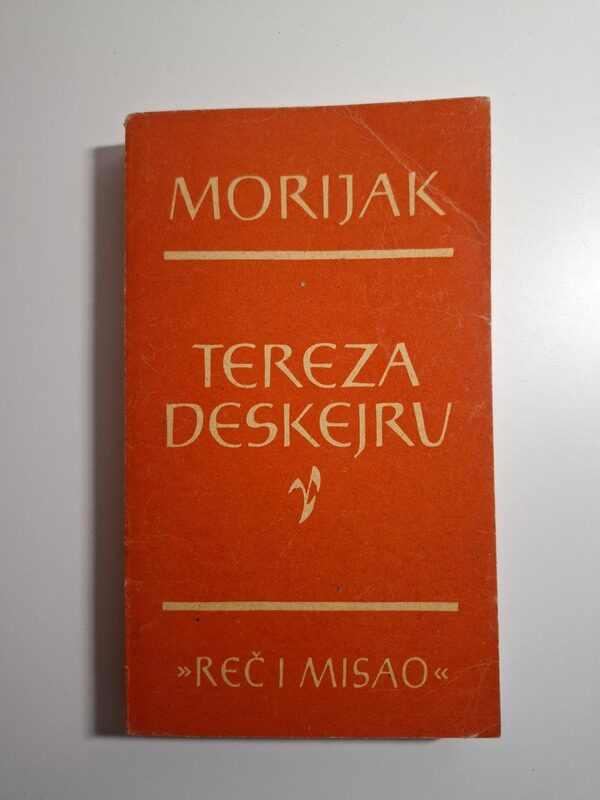 MORIJAK
TEREZA
DESKEJRU
»REČ I MISAO«